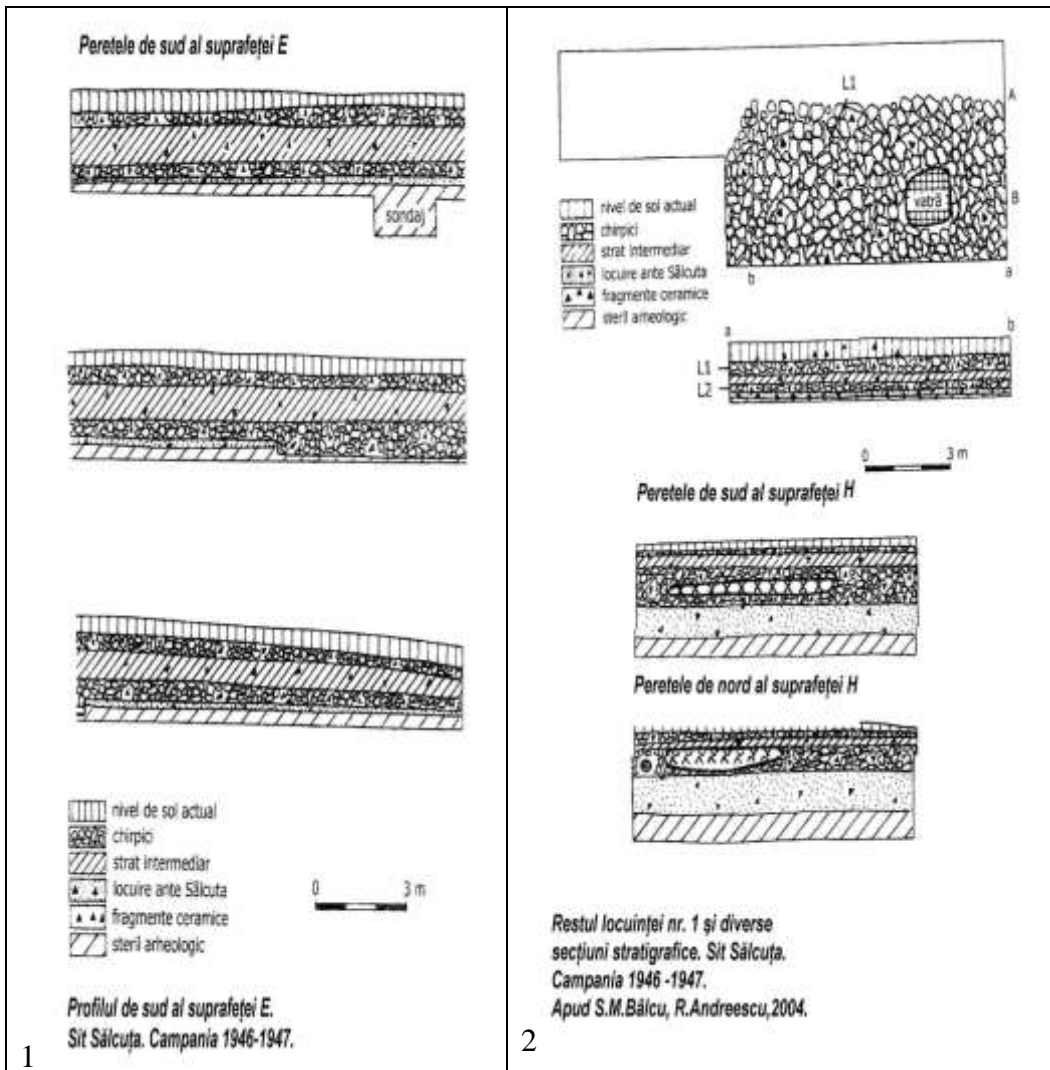 Peretele de sud al suprafeței E
sondaj
nivel de sol actual
chirpici
strat intermediar
locuire ante Sălcuța
fragmente ceramice
steril arheologic
0 3 m
Profilul de sud al suprafeței E.
Sit Sălcuța. Campania 1946-1947.
1
L1
A
vatră
B
b a
nivel de sol actual
chirpici
strat intermediar
locuire ante Sălcuța
fragmente ceramice
steril arheologic
a b
L1
L2
0 3 m
Peretele de sud al suprafeței H
Peretele de nord al suprafeței H
Restul locuinței nr. 1 și diverse
secțiuni stratigrafice. Sit Sălcuța.
Campania 1946 -1947.
Apud S.M.Bâlcu, R.Andreescu,2004.
2